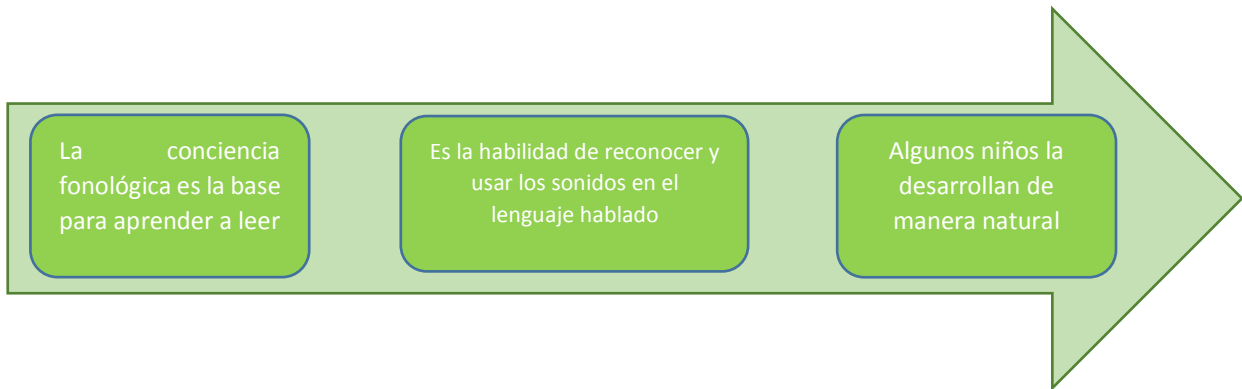 La conciencia
fonológica es la base
para aprender a leer
Es la habilidad de reconocer y
usar los sonidos en el
lenguaje hablado
Algunos niños la
desarrollan de
manera natural